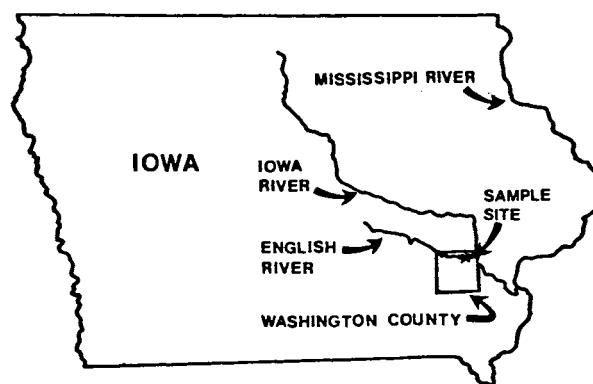 MISSISSIPPI RIVER
IOWA
IOWA
RIVER
SAMPLE
SITE
ENGLISH
RIVER
WASHINGTON COUNTY